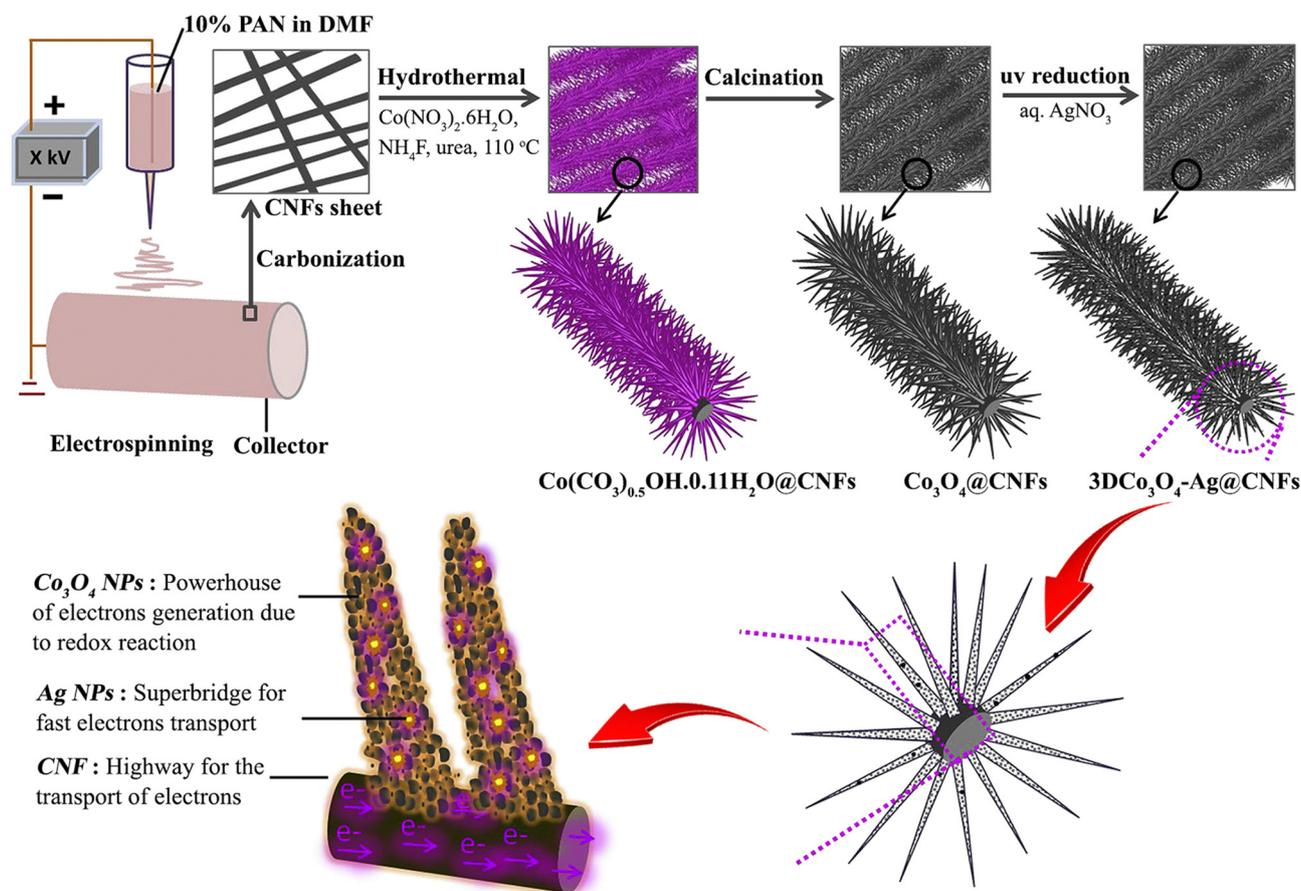 10% PAN in DMF
+
X kV
−
Hydrothermal
Co(NO₃)₂.6H₂O,
NH₄F, urea, 110 ºC
Calcination
uv reduction
aq. AgNO₃
CNFs sheet
Carbonization
Electrospinning
Collector
Co(CO₃)₀.₅OH.0.11H₂O@CNFs
Co₃O₄@CNFs
3DCo₃O₄-Ag@CNFs
Co₃O₄ NPs : Powerhouse
of electrons generation due
to redox reaction
Ag NPs : Superbridge for
fast electrons transport
CNF : Highway for the
transport of electrons
e-
e-
e-
e-
e-
e-